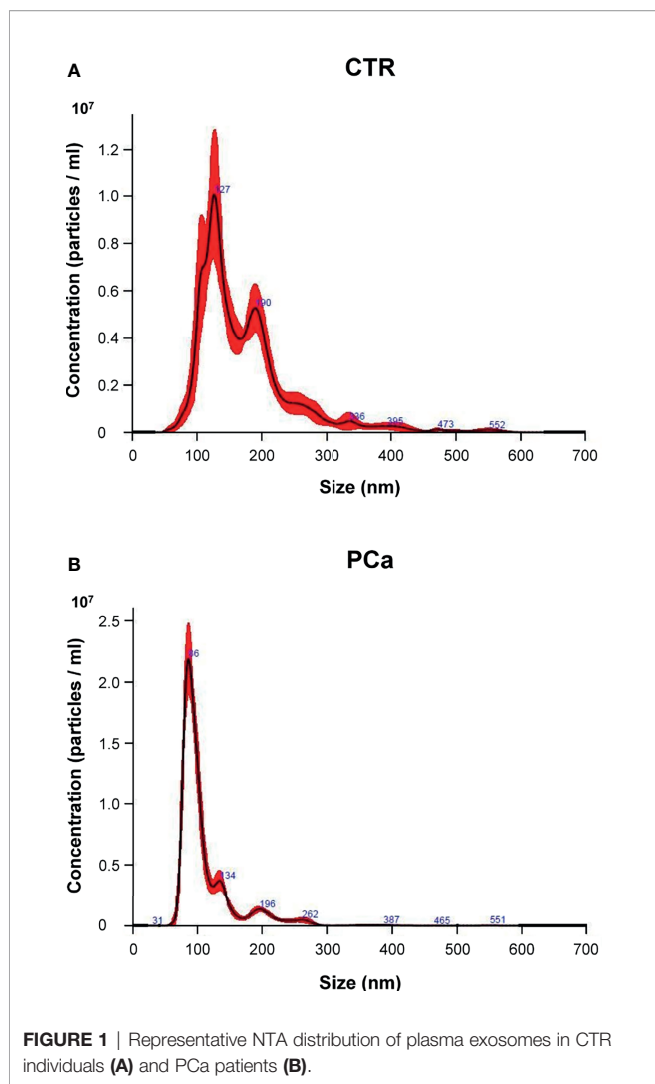 A
CTR
10⁷
1.2
1.0
0.8
0.6
0.4
0.2
0
Concentration (particles / ml)
127
190
336
395
473
552
0 100 200 300 400 500 600 700
Size (nm)
B
PCa
10⁷
2.5
2.0
1.5
1.0
0.5
0
Concentration (particles / ml)
86
31
134
196
262
387
465
551
0 100 200 300 400 500 600 700
Size (nm)
FIGURE 1 | Representative NTA distribution of plasma exosomes in CTR
individuals (A) and PCa patients (B).